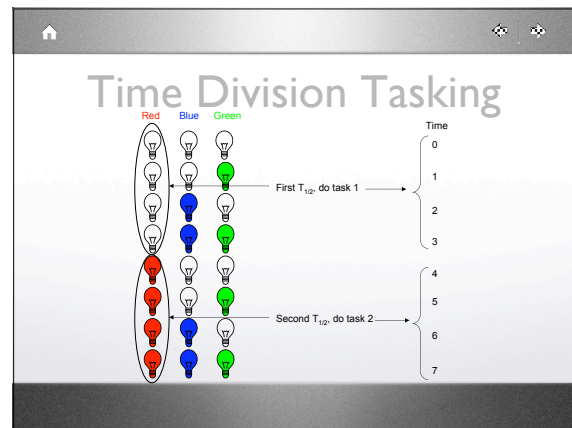 Time Division Tasking
Red Blue Green
Time
0
1
First T1/2, do task 1
2
3
4
5
Second T1/2, do task 2
6
7